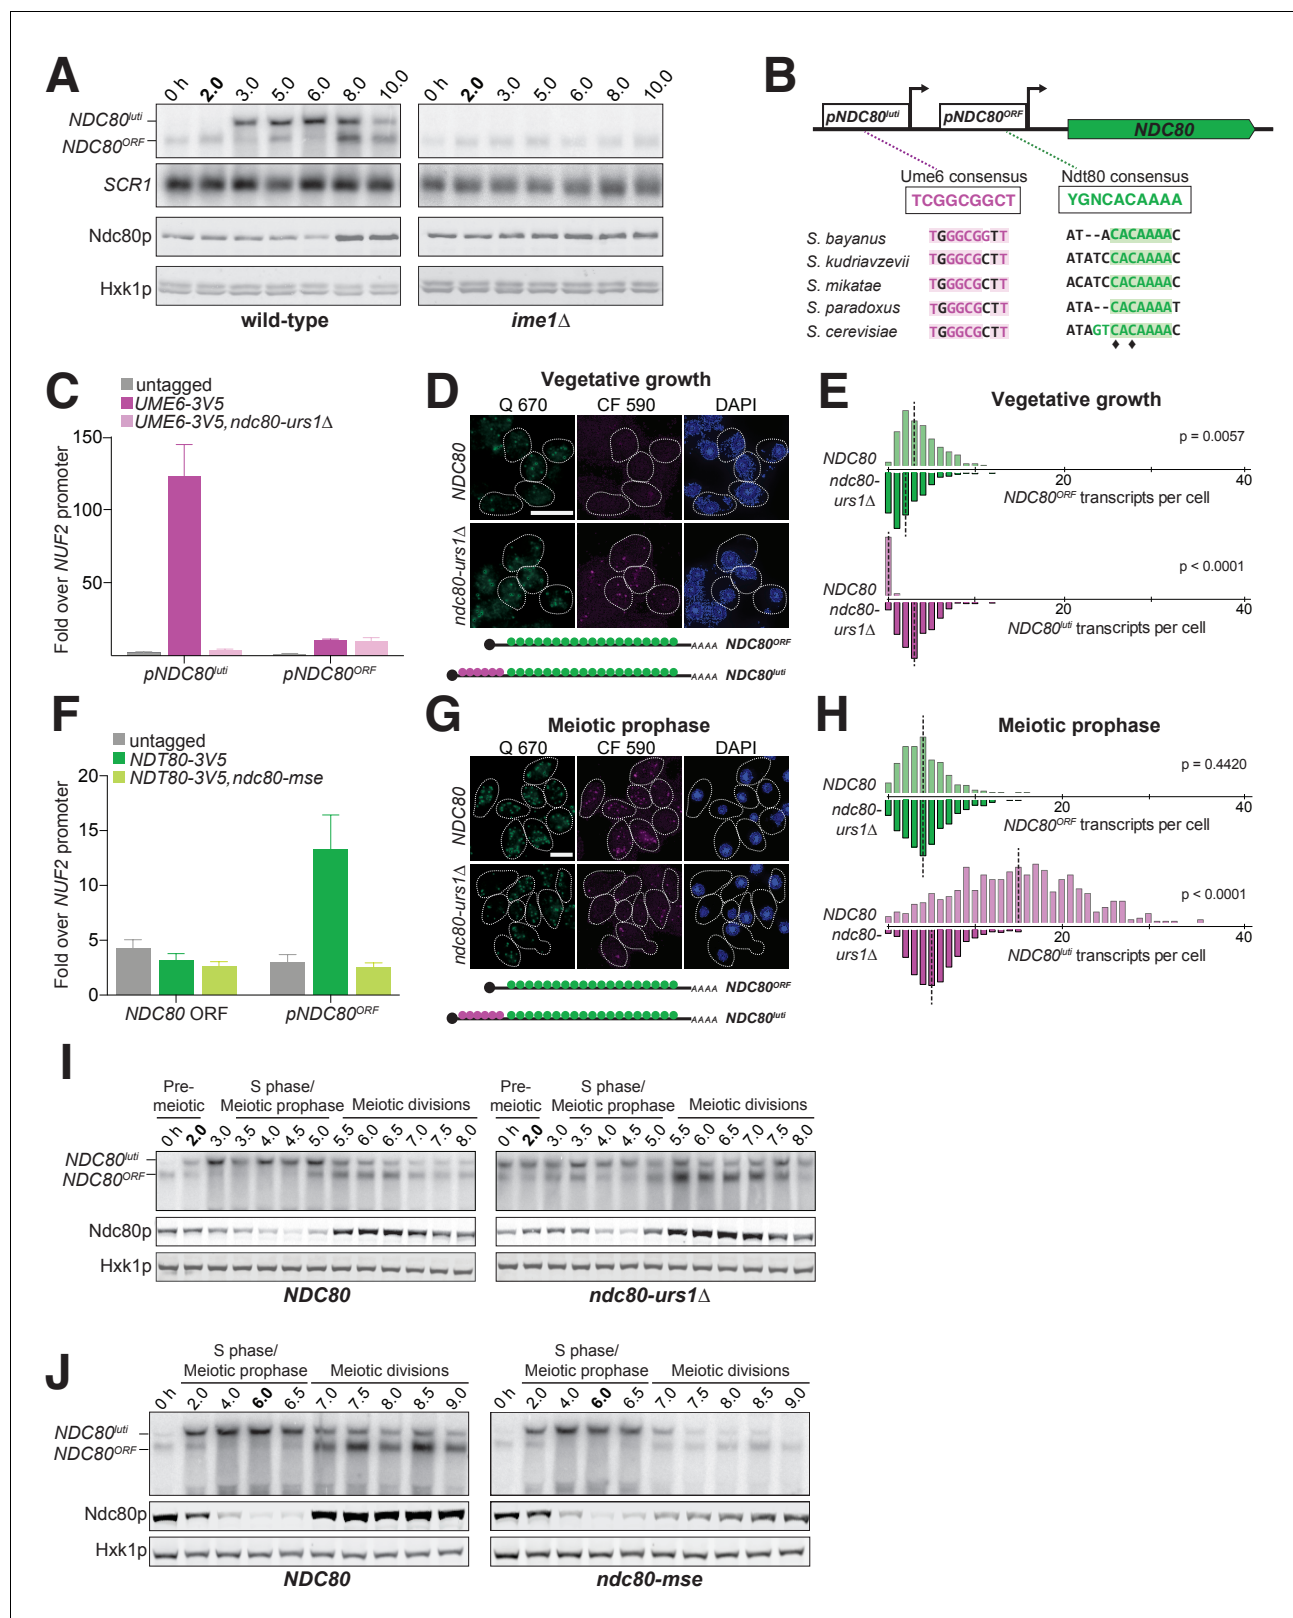 A
0 h 2.0 3.0 5.0 6.0 8.0 10.0
0 h 2.0 3.0 5.0 6.0 8.0 10.0
NDC80luti
NDC80ORF
SCR1
Ndc80p
Hxk1p
wild-type
ime1Δ
B
pNDC80luti
pNDC80ORF
NDC80
Ume6 consensus
Ndt80 consensus
TCGGCGGCT
YGNCACAAAA
S. bayanus TGGGCGGTT AT--ACACAAAAC
S. kudriavzevii TGGGCGCTT ATATCCACAAAAC
S. mikatae TGGGCGCTT ACATCCACAAAAC
S. paradoxus TGGGCGCTT ATA--CACAAAAT
S. cerevisiae TGGGCGCTT ATAGTCACAAAAC
C
untagged
UME6-3V5
UME6-3V5, ndc80-urs1Δ
Fold over NUF2 promoter
150
100
50
pNDC80luti
pNDC80ORF
D
Vegetative growth
Q 670
CF 590
DAPI
NDC80
ndc80-urs1Δ
AAAA NDC80ORF
AAAA NDC80luti
E
Vegetative growth
p = 0.0057
NDC80
ndc80-urs1Δ
20
40
NDC80ORF transcripts per cell
p < 0.0001
NDC80
ndc80-urs1Δ
20
40
NDC80luti transcripts per cell
F
untagged
NDT80-3V5
NDT80-3V5, ndc80-mse
Fold over NUF2 promoter
20
15
10
5
0
NDC80 ORF
pNDC80ORF
G
Meiotic prophase
Q 670
CF 590
DAPI
NDC80
ndc80-urs1Δ
AAAA NDC80ORF
AAAA NDC80luti
H
Meiotic prophase
p = 0.4420
NDC80
ndc80-urs1Δ
20
40
NDC80ORF transcripts per cell
p < 0.0001
NDC80
ndc80-urs1Δ
20
40
NDC80luti transcripts per cell
I
Pre-meiotic
S phase/
Meiotic prophase
Meiotic divisions
0 h 2.0 3.0 3.5 4.0 4.5 5.0 5.5 6.0 6.5 7.0 7.5 8.0
Pre-meiotic
S phase/
Meiotic prophase
Meiotic divisions
0 h 2.0 3.0 3.5 4.0 4.5 5.0 5.5 6.0 6.5 7.0 7.5 8.0
NDC80luti
NDC80ORF
Ndc80p
Hxk1p
NDC80
ndc80-urs1Δ
J
S phase/
Meiotic prophase
Meiotic divisions
0 h 2.0 4.0 6.0 6.5 7.0 7.5 8.0 8.5 9.0
S phase/
Meiotic prophase
Meiotic divisions
0 h 2.0 4.0 6.0 6.5 7.0 7.5 8.0 8.5 9.0
NDC80luti
NDC80ORF
Ndc80p
Hxk1p
NDC80
ndc80-mse